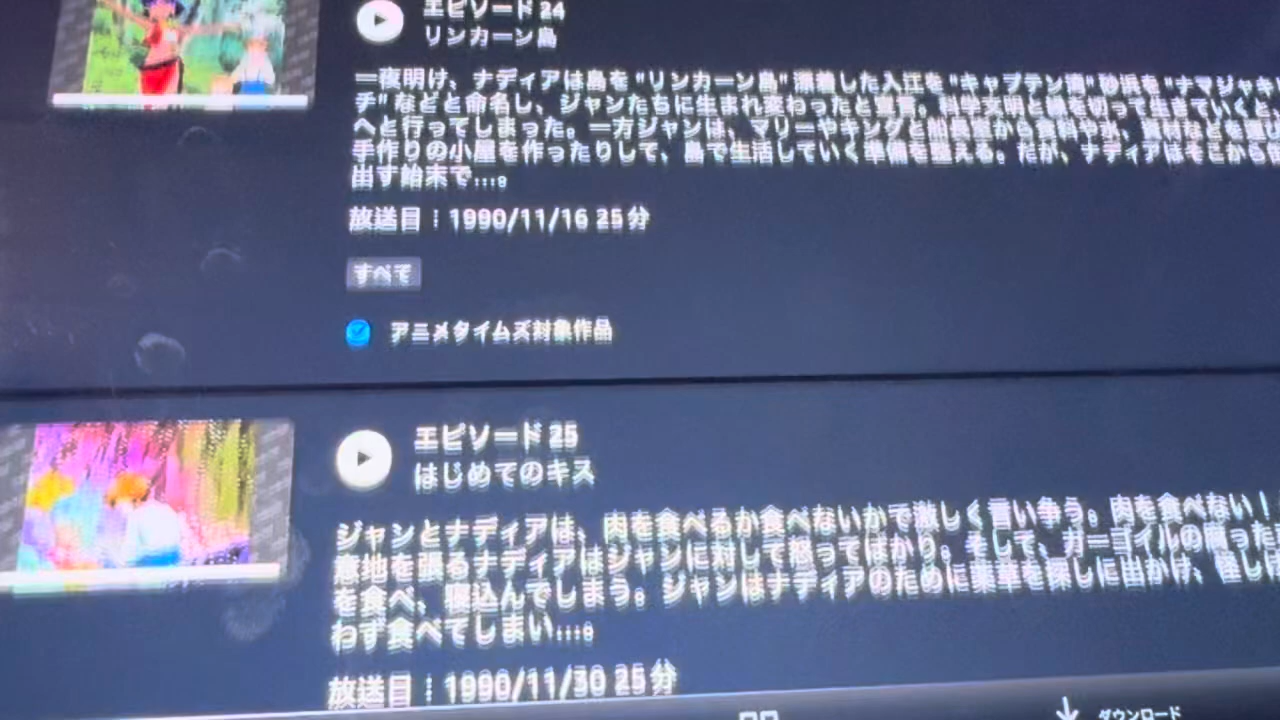 エピソード 24
リンカーン島
一夜明け、ナディアは島を "リンカーン島" 漂着した入江を "キャプテン湾" 砂浜を "ナマジャキ
チ" などと命名し、ジャンたちに生まれ変わったと宣言。科学文明と縁を切って生きていくと、
へと行ってしまった。一方ジャンは、マリーやキングと船長室から食料や水、資材などを運び
手作りの小屋を作ったりして、島で生活していく準備を整える。だが、ナディアはそこから
出す始末で…。
放送日：1990/11/16 25分
すべて
アニメタイムズ対象作品
エピソード 25
はじめてのキス
ジャンとナディアは、肉を食べるか食べないかで激しく言い争う。肉を食べない！
意地を張るナディアはジャンに対して怒ってばかり。そして、ガーゴイルの腐った
を食べ、寝込んでしまう。ジャンはナディアのために薬草を探しに出かけ、怪しげ
わず食べてしまい…。
放送日：1990/11/30 25分
ダウンロード